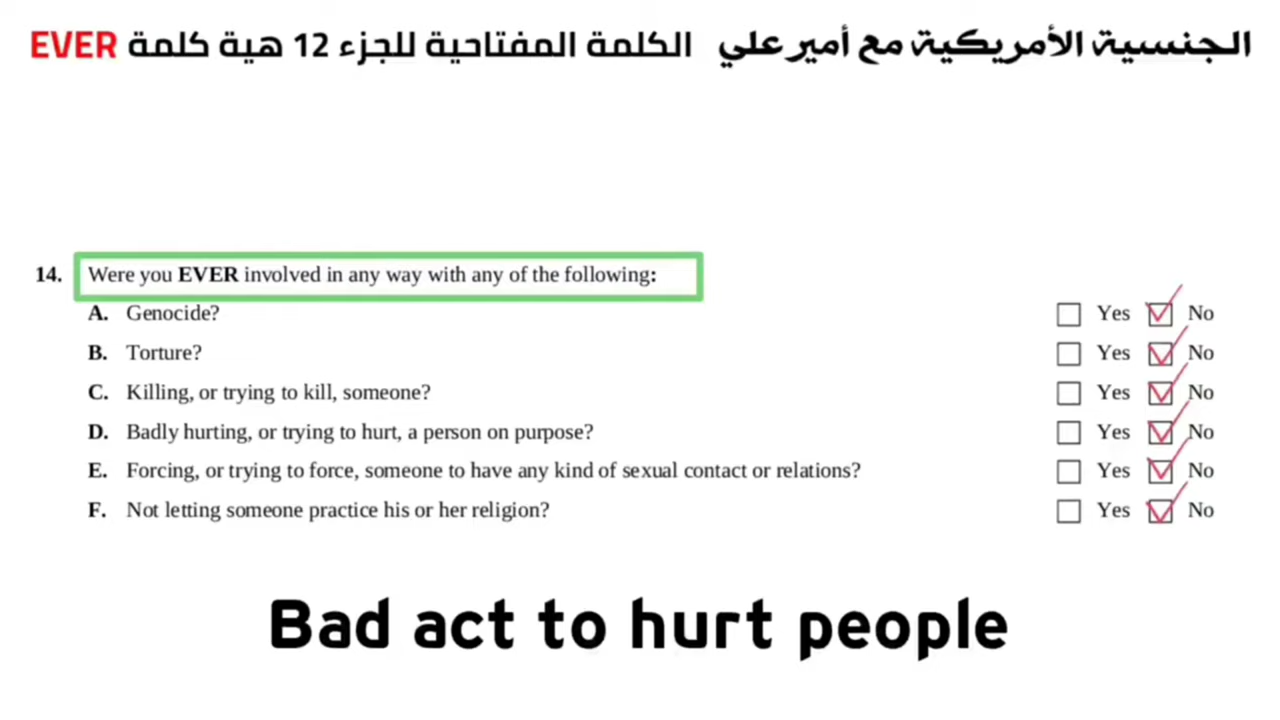 الجنسية الأمريكية مع أمير علي الكلمة المفتاحية للجزء 12 هية كلمة EVER
14. Were you EVER involved in any way with any of the following:
A. Genocide? Yes No
B. Torture? Yes No
C. Killing, or trying to kill, someone? Yes No
D. Badly hurting, or trying to hurt, a person on purpose? Yes No
E. Forcing, or trying to force, someone to have any kind of sexual contact or relations? Yes No
F. Not letting someone practice his or her religion? Yes No
Bad act to hurt people